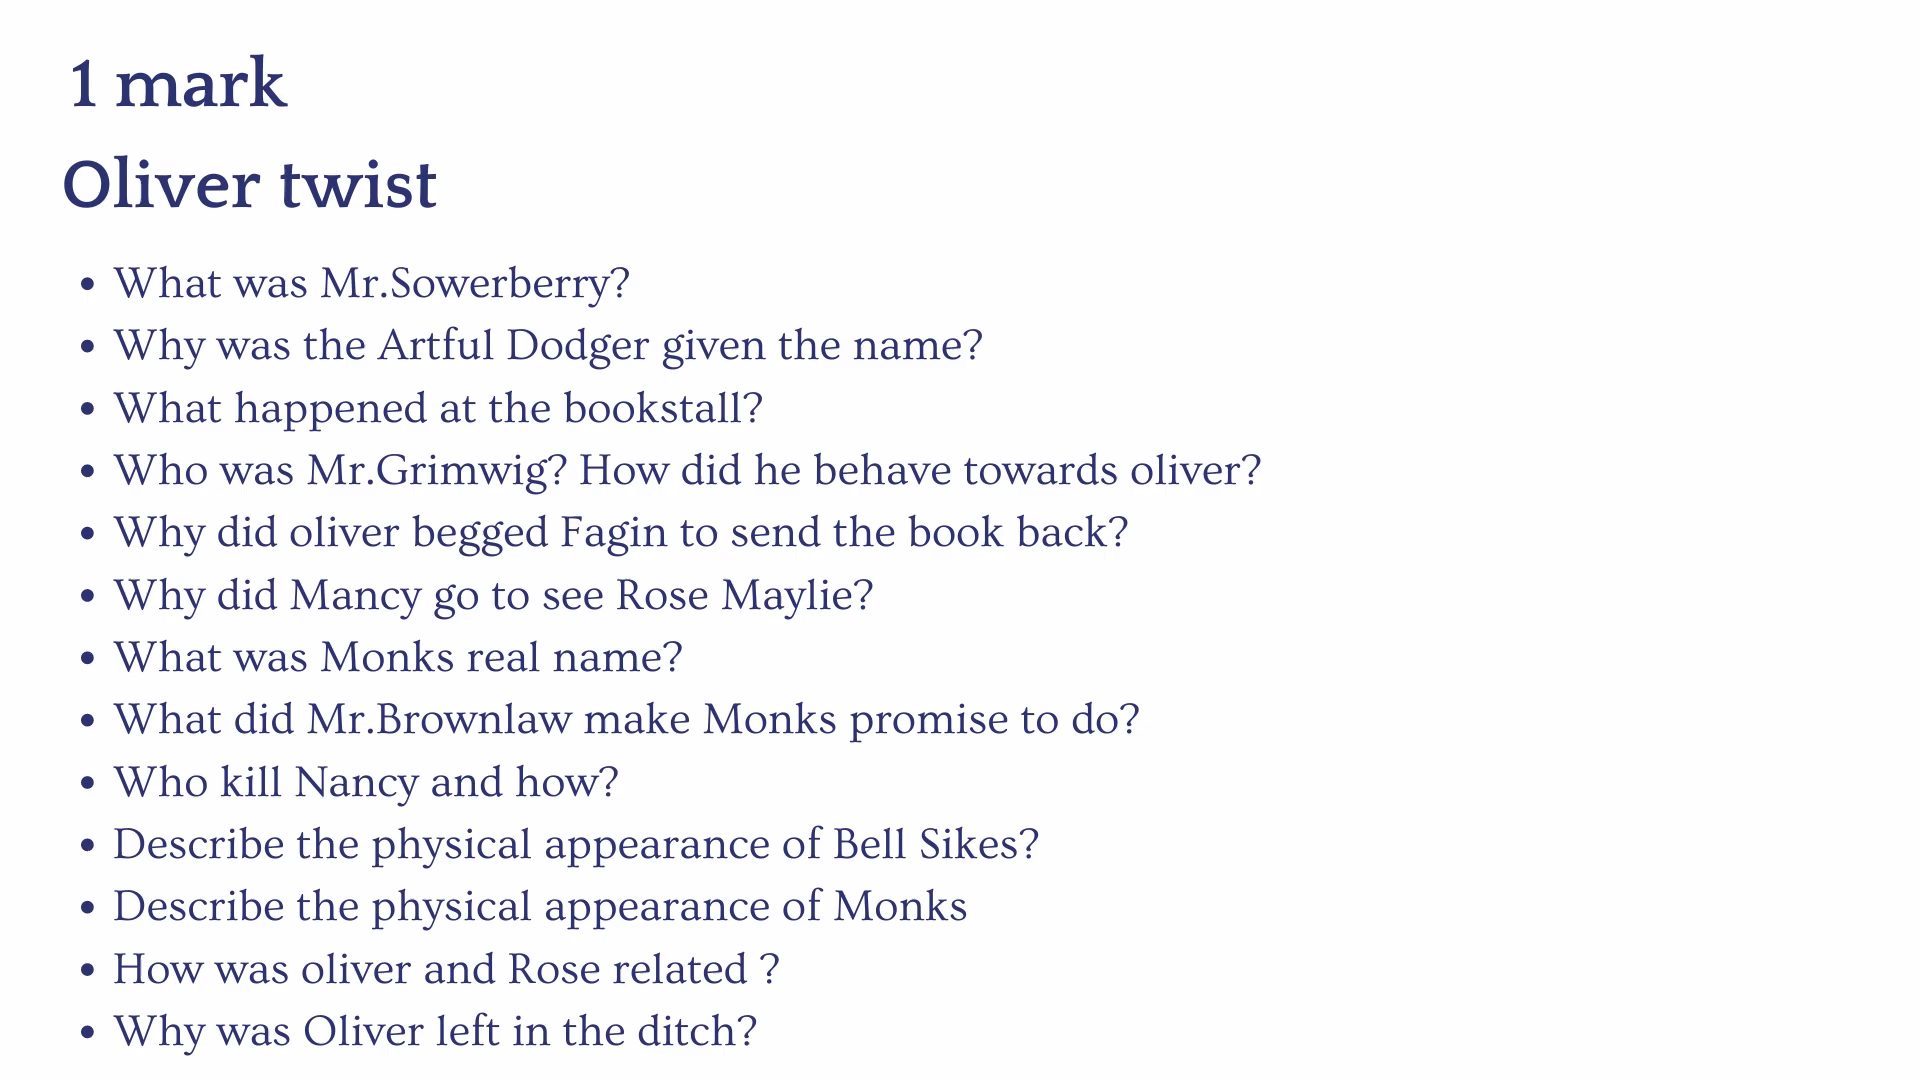 1 mark
Oliver twist
• What was Mr.Sowerberry?
• Why was the Artful Dodger given the name?
• What happened at the bookstall?
• Who was Mr.Grimwig? How did he behave towards oliver?
• Why did oliver begged Fagin to send the book back?
• Why did Mancy go to see Rose Maylie?
• What was Monks real name?
• What did Mr.Brownlaw make Monks promise to do?
• Who kill Nancy and how?
• Describe the physical appearance of Bell Sikes?
• Describe the physical appearance of Monks
• How was oliver and Rose related ?
• Why was Oliver left in the ditch?